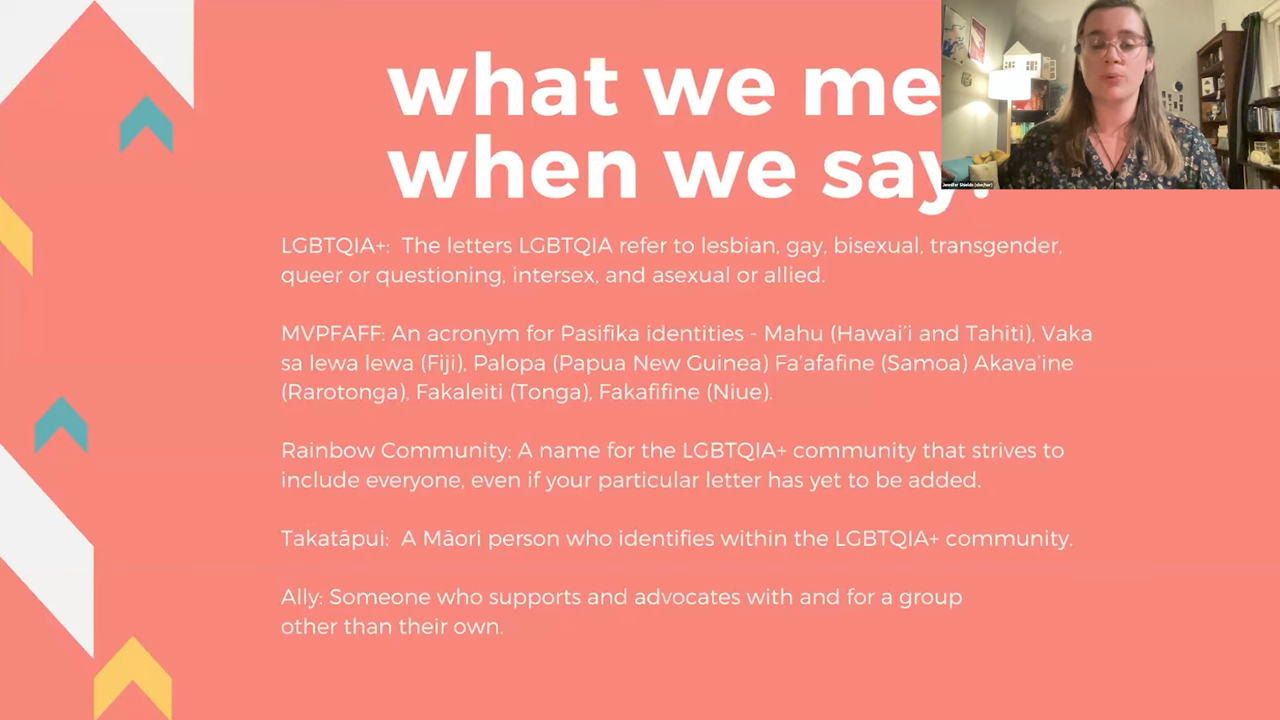 what we me
when we say
LGBTQIA+:  The letters LGBTQIA refer to lesbian, gay, bisexual, transgender,
queer or questioning, intersex, and asexual or allied.
MVPFAFF: An acronym for Pasifika identities - Mahu (Hawai'i and Tahiti), Vaka
sa lewa lewa (Fiji), Palopa (Papua New Guinea) Fa'afafine (Samoa) Akava'ine
(Rarotonga), Fakaleiti (Tonga), Fakafifine (Niue).
Rainbow Community: A name for the LGBTQIA+ community that strives to
include everyone, even if your particular letter has yet to be added.
Takatāpui:  A Māori person who identifies within the LGBTQIA+ community.
Ally: Someone who supports and advocates with and for a group
other than their own.
Jennifer Shields (she/her)